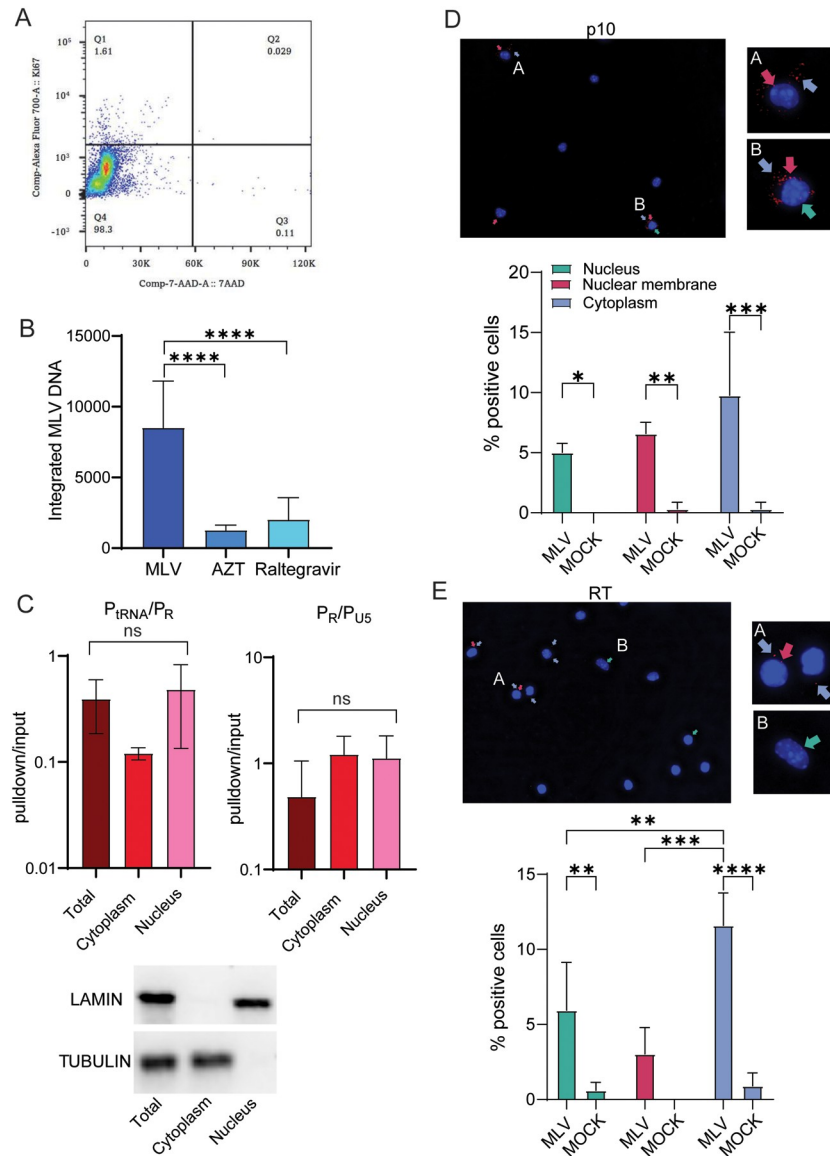 A
Comp-Alexa Fluor 700-A :: Ki67
10⁵
10⁴
10³
0
-10³
Q1
1.61
Q2
0.029
Q4
98.3
Q3
0.11
0 30K 60K 90K 120K
Comp-7-AAD-A :: 7AAD
B
Integrated MLV DNA
15000
10000
5000
0
****
****
MLV AZT Raltegravir
C
PtRNA/PR
ns
pulldown/input
1
0.1
0.01
Total Cytoplasm Nucleus
PR/PU5
ns
pulldown/input
10
1
0.1
Total Cytoplasm Nucleus
LAMIN
TUBULIN
Total Cytoplasm Nucleus
D
p10
A
B
A
B
% positive cells
20
15
10
5
0
Nucleus
Nuclear membrane
Cytoplasm
*
**
***
MLV MOCK MLV MOCK MLV MOCK
E
RT
A
B
A
B
% positive cells
15
10
5
0
**
***
**
****
MLV MOCK MLV MOCK MLV MOCK